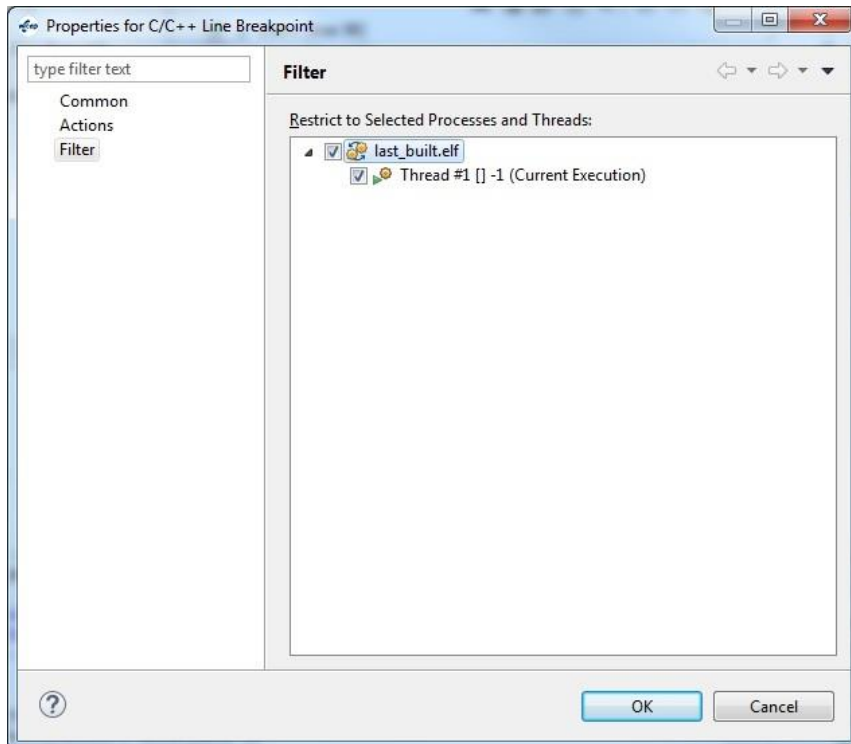 Properties for C/C++ Line Breakpoint
type filter text
Common
Actions
Filter
Filter
Restrict to Selected Processes and Threads:
last_built.elf
Thread #1 [] -1 (Current Execution)
?
OK
Cancel